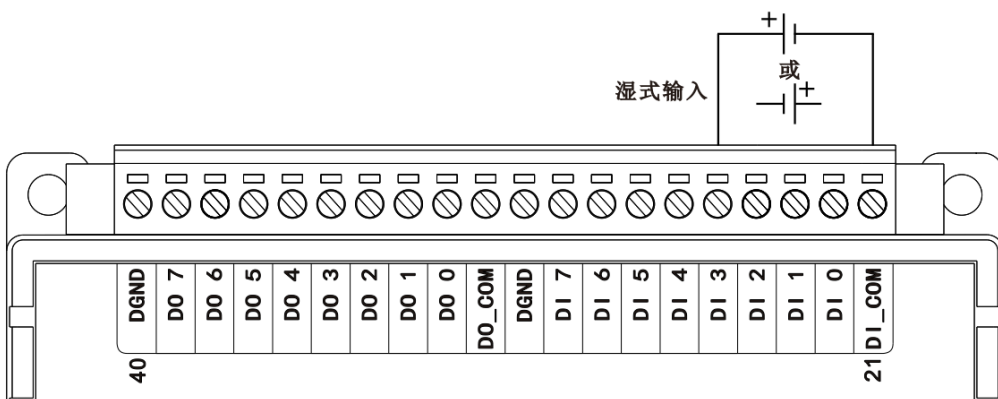 +
或
+
湿式输入
DGND
DO 7
DO 6
DO 5
DO 4
DO 3
DO 2
DO 1
DO 0
DO_COM
DGND
DI 7
DI 6
DI 5
DI 4
DI 3
DI 2
DI 1
DI 0
DI_COM
40
21